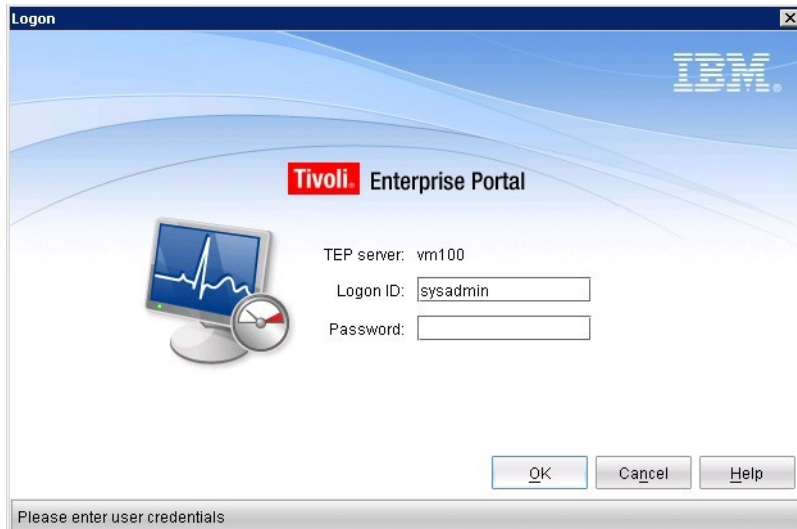 Logon
IBM®
Tivoli® Enterprise Portal
TEP server: vm100
Logon ID: sysadmin
Password:
OK Cancel Help
Please enter user credentials